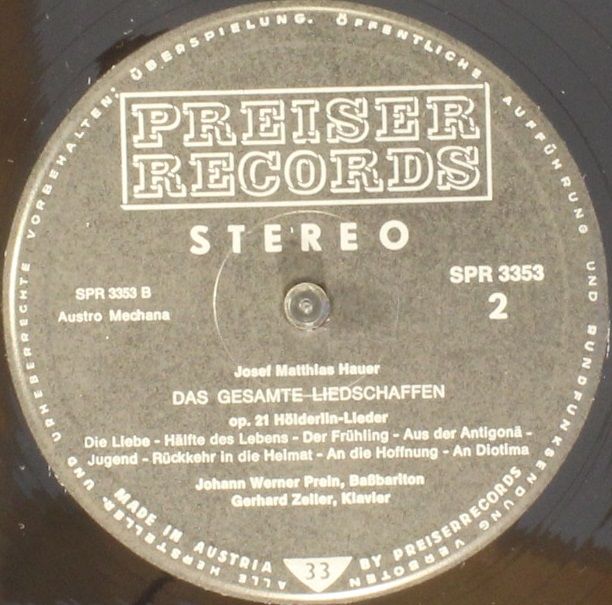 ALLE HERSTELLER- UND URHEBERRECHTE VORBEHALTEN; ÜBERSPIELUNG, ÖFFENTLICHE AUFFÜHRUNG UND RUNDFUNKSENDUNG VERBOTEN
PREISER
RECORDS
STEREO
SPR 3353
2
SPR 3353 B
Austro Mechana
Josef Matthias Hauer
DAS GESAMTE LIEDSCHAFFEN
op. 21 Hölderlin-Lieder
Die Liebe - Hälfte des Lebens - Der Frühling - Aus der Antigonä -
Jugend - Rückkehr in die Heimat - An die Hoffnung - An Diotima
Johann Werner Prein, Baßbariton
Gerhard Zeller, Klavier
MADE IN AUSTRIA
33
BY PREISERRECORDS